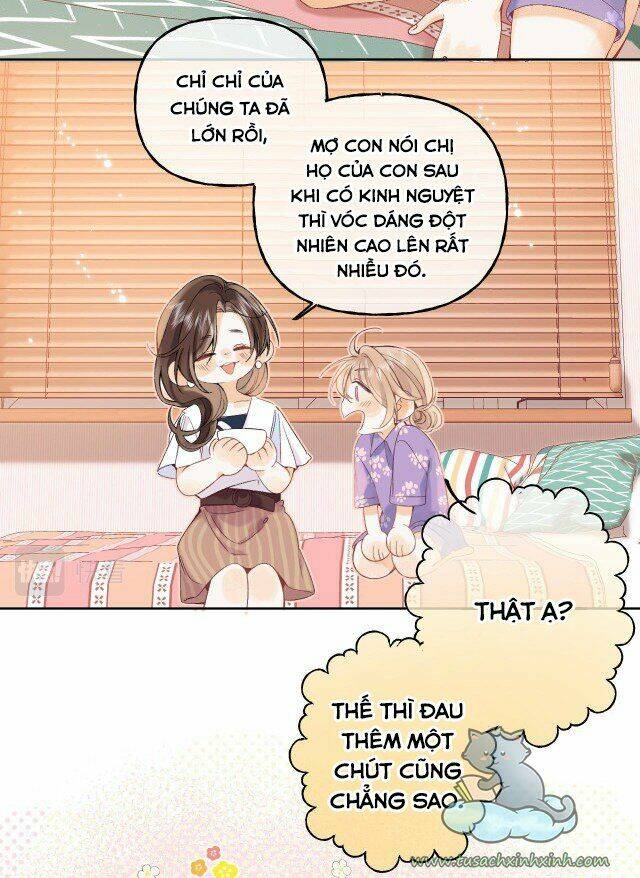 CHỈ CHỈ CỦA
CHÚNG TA ĐÃ
LỚN RỒI,
MỢ CON NÓI CHỊ
HỌ CỦA CON SAU
KHI CÓ KINH NGUYỆT
THÌ VÓC DÁNG ĐỘT
NHIÊN CAO LÊN RẤT
NHIỀU ĐÓ.
THẬT Ạ?
THẾ THÌ ĐAU
THÊM MỘT
CHÚT CŨNG
CHẲNG SAO.
www.tusachxinhxinh.com